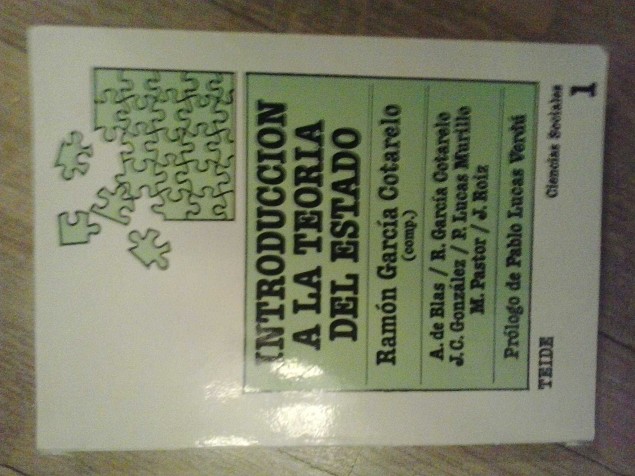 INTRODUCCION
A LA TEORIA
DEL ESTADO
Ramón García Cotarelo
(comp.)
A. de Blas / R. García Cotarelo
J. C. González / P. Lucas Murillo
M. Pastor / J. Roiz
Prólogo de Pablo Lucas Verdú
TEIDE
Ciencias Sociales
1